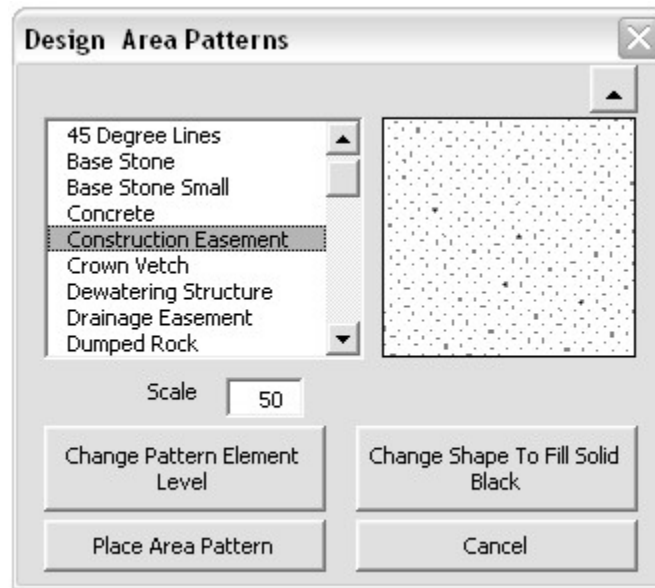 Design Area Patterns
45 Degree Lines
Base Stone
Base Stone Small
Concrete
Construction Easement
Crown Vetch
Dewatering Structure
Drainage Easement
Dumped Rock
Scale 50
Change Pattern Element
Level
Change Shape To Fill Solid
Black
Place Area Pattern
Cancel